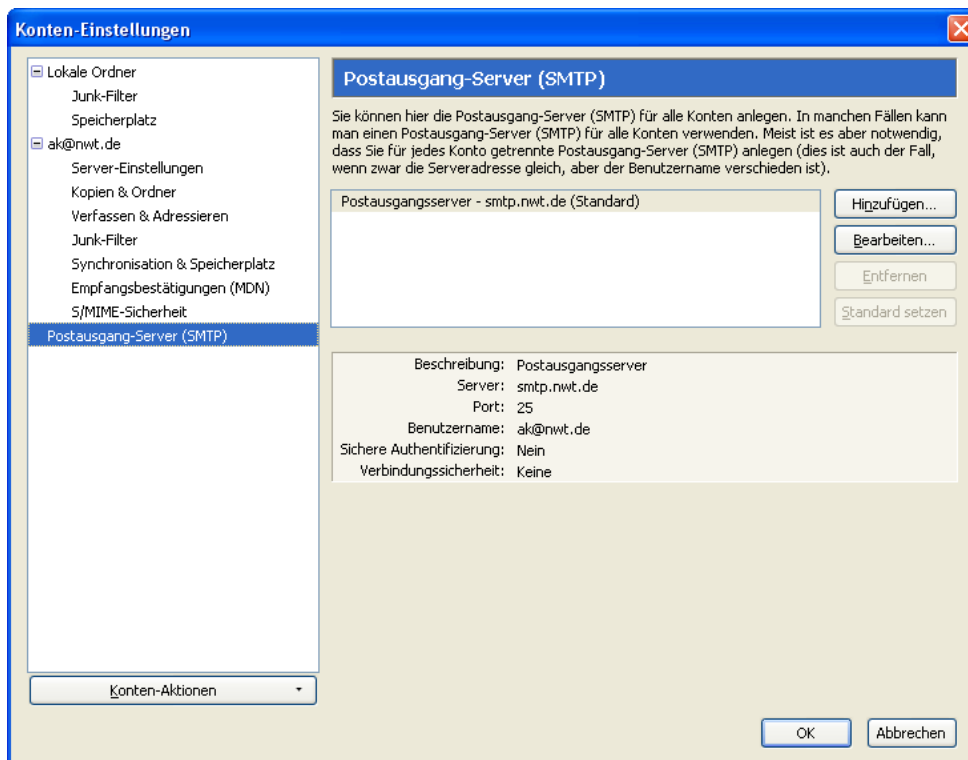 Konten-Einstellungen
Lokale Ordner
Junk-Filter
Speicherplatz
ak@nwt.de
Server-Einstellungen
Kopien & Ordner
Verfassen & Adressieren
Junk-Filter
Synchronisation & Speicherplatz
Empfangsbestätigungen (MDN)
S/MIME-Sicherheit
Postausgang-Server (SMTP)
Konten-Aktionen
Postausgang-Server (SMTP)
Sie können hier die Postausgang-Server (SMTP) für alle Konten anlegen. In manchen Fällen kann
man einen Postausgang-Server (SMTP) für alle Konten verwenden. Meist ist es aber notwendig,
dass Sie für jedes Konto getrennte Postausgang-Server (SMTP) anlegen (dies ist auch der Fall,
wenn zwar die Serveradresse gleich, aber der Benutzername verschieden ist).
Postausgangsserver - smtp.nwt.de (Standard)
Hinzufügen...
Bearbeiten...
Entfernen
Standard setzen
Beschreibung: Postausgangsserver
Server: smtp.nwt.de
Port: 25
Benutzername: ak@nwt.de
Sichere Authentifizierung: Nein
Verbindungssicherheit: Keine
OK
Abbrechen